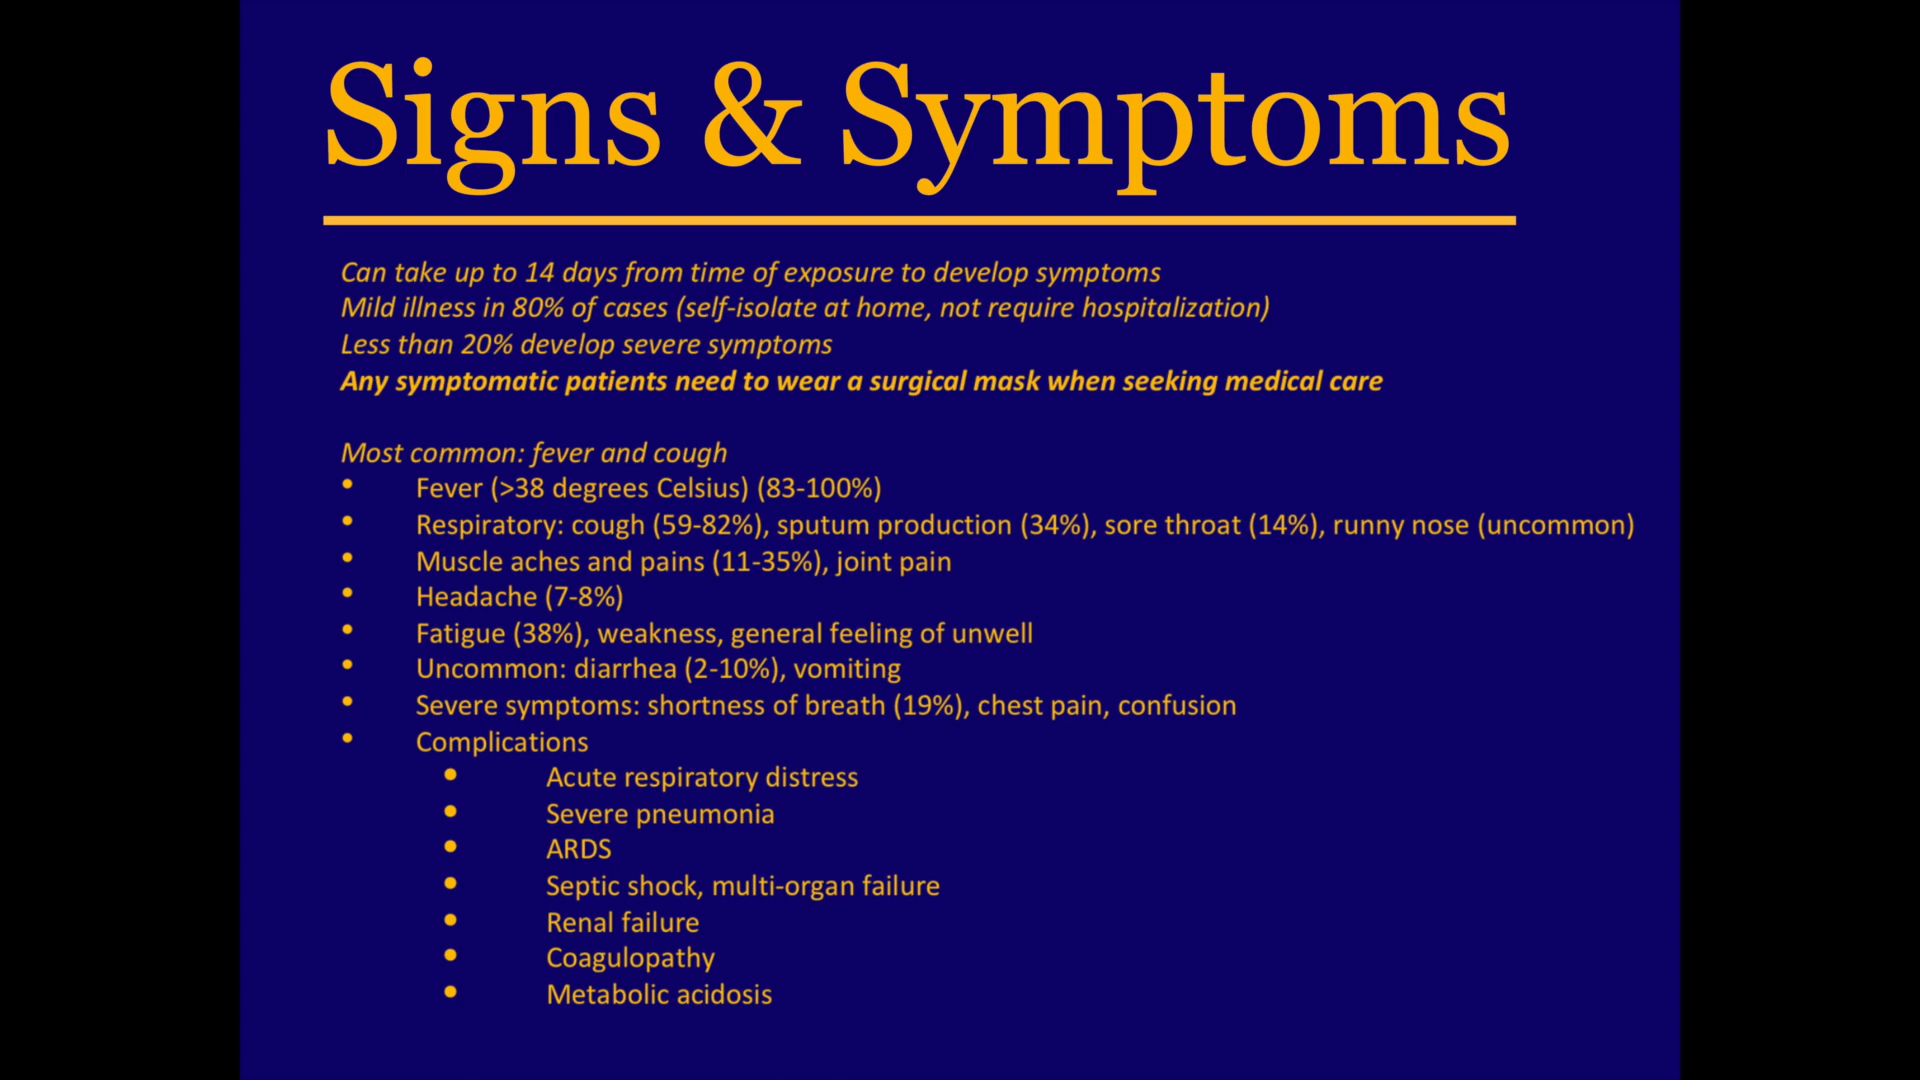 Signs & Symptoms
Can take up to 14 days from time of exposure to develop symptoms
Mild illness in 80% of cases (self-isolate at home, not require hospitalization)
Less than 20% develop severe symptoms
Any symptomatic patients need to wear a surgical mask when seeking medical care
Most common: fever and cough
• Fever (>38 degrees Celsius) (83-100%)
• Respiratory: cough (59-82%), sputum production (34%), sore throat (14%), runny nose (uncommon)
• Muscle aches and pains (11-35%), joint pain
• Headache (7-8%)
• Fatigue (38%), weakness, general feeling of unwell
• Uncommon: diarrhea (2-10%), vomiting
• Severe symptoms: shortness of breath (19%), chest pain, confusion
• Complications
• Acute respiratory distress
• Severe pneumonia
• ARDS
• Septic shock, multi-organ failure
• Renal failure
• Coagulopathy
• Metabolic acidosis